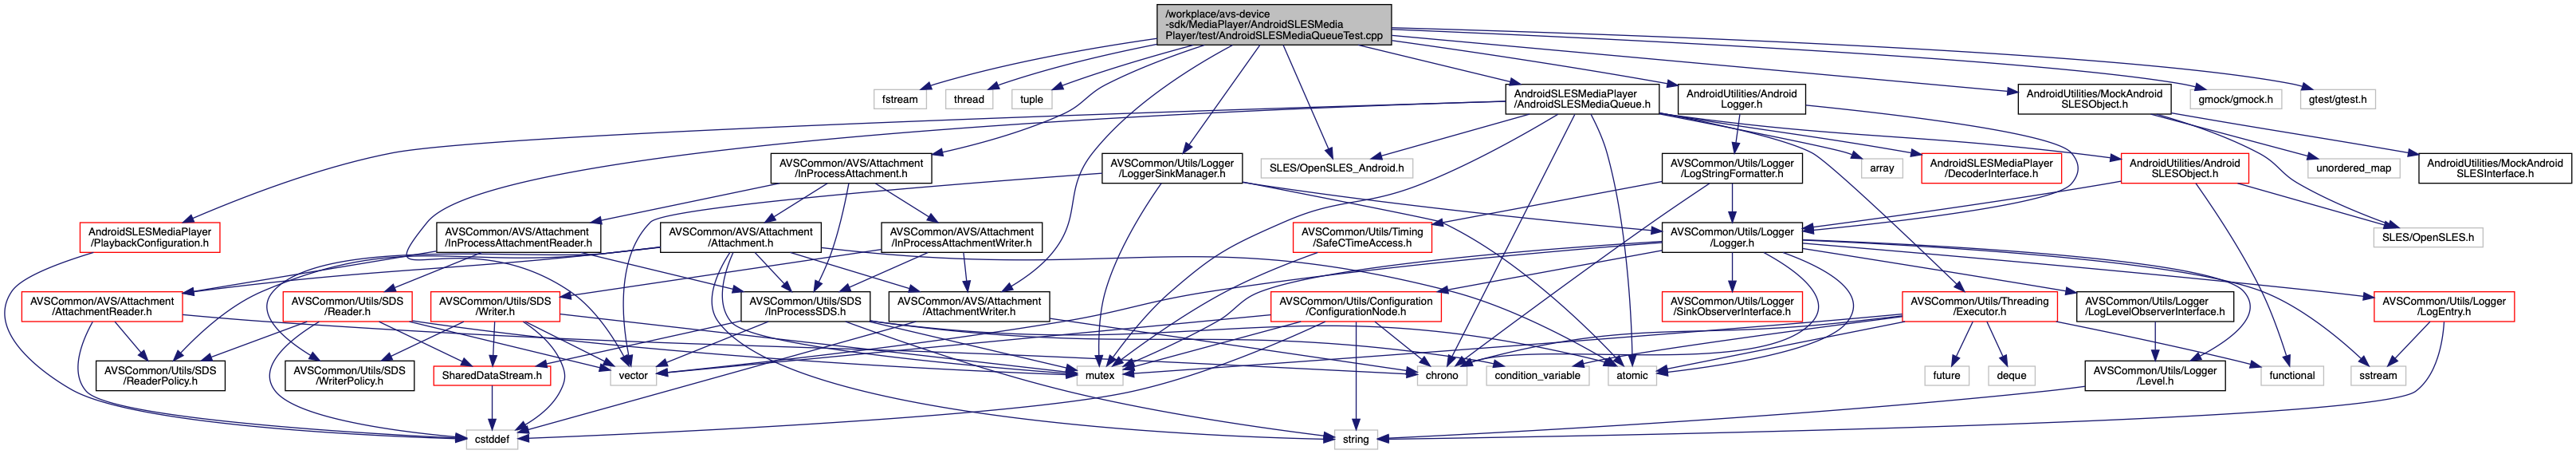 /workplace/avs-device
-sdk/MediaPlayer/AndroidSLESMedia
Player/test/AndroidSLESMediaQueueTest.cpp
fstream
thread
tuple
AndroidSLESMediaPlayer
/AndroidSLESMediaQueue.h
AndroidUtilities/Android
Logger.h
AndroidUtilities/MockAndroid
SLESObject.h
gmock/gmock.h
gtest/gtest.h
AVSCommon/AVS/Attachment
/InProcessAttachment.h
AVSCommon/Utils/Logger
/LoggerSinkManager.h
SLES/OpenSLES_Android.h
AVSCommon/Utils/Logger
/LogStringFormatter.h
array
AndroidSLESMediaPlayer
/DecoderInterface.h
AndroidUtilities/Android
SLESObject.h
unordered_map
AndroidUtilities/MockAndroid
SLESInterface.h
AndroidSLESMediaPlayer
/PlaybackConfiguration.h
AVSCommon/AVS/Attachment
/InProcessAttachmentReader.h
AVSCommon/AVS/Attachment
/Attachment.h
AVSCommon/AVS/Attachment
/InProcessAttachmentWriter.h
AVSCommon/Utils/Timing
/SafeCTimeAccess.h
AVSCommon/Utils/Logger
/Logger.h
SLES/OpenSLES.h
AVSCommon/AVS/Attachment
/AttachmentReader.h
AVSCommon/Utils/SDS
/Reader.h
AVSCommon/Utils/SDS
/Writer.h
AVSCommon/Utils/SDS
/InProcessSDS.h
AVSCommon/AVS/Attachment
/AttachmentWriter.h
AVSCommon/Utils/Configuration
/ConfigurationNode.h
AVSCommon/Utils/Logger
/SinkObserverInterface.h
AVSCommon/Utils/Threading
/Executor.h
AVSCommon/Utils/Logger
/LogLevelObserverInterface.h
AVSCommon/Utils/Logger
/LogEntry.h
AVSCommon/Utils/SDS
/ReaderPolicy.h
AVSCommon/Utils/SDS
/WriterPolicy.h
SharedDataStream.h
vector
mutex
chrono
condition_variable
atomic
future
deque
AVSCommon/Utils/Logger
/Level.h
functional
sstream
cstddef
string